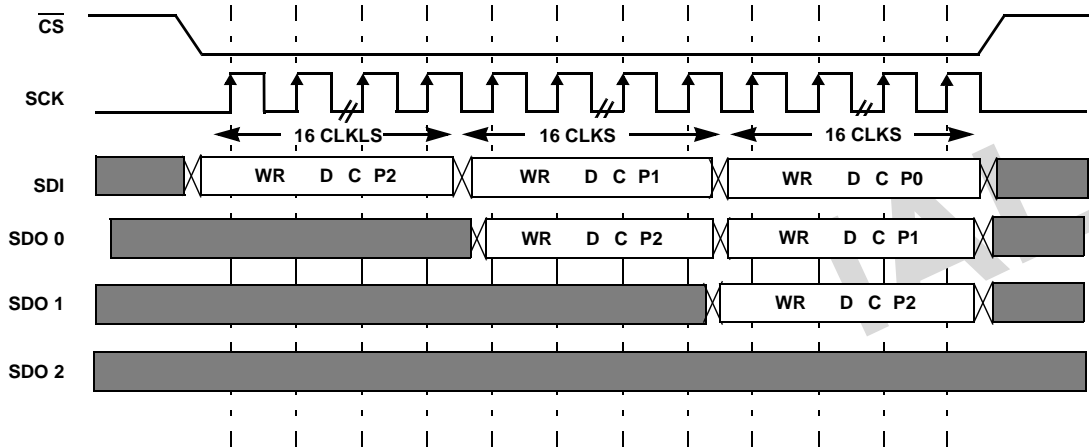 CS
SCK
16 CLKLS 16 CLKS 16 CLKS
SDI WR D C P2 WR D C P1 WR D C P0
SDO 0 WR D C P2 WR D C P1
SDO 1 WR D C P2
SDO 2